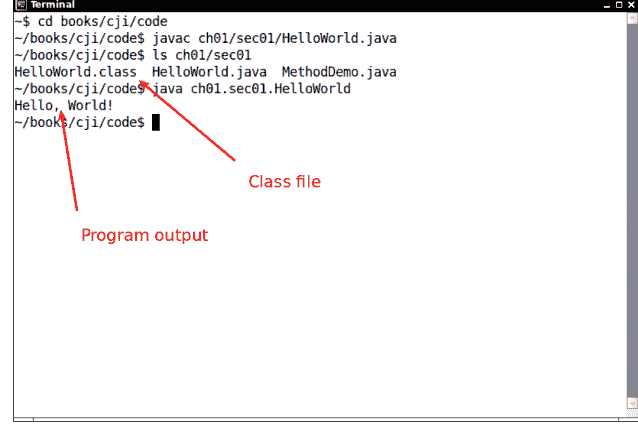 Terminal
~$ cd books/cji/code
~/books/cji/code$ javac ch01/sec01/HelloWorld.java
~/books/cji/code$ ls ch01/sec01
HelloWorld.class  HelloWorld.java  MethodDemo.java
~/books/cji/code$ java ch01.sec01.HelloWorld
Hello, World!
~/books/cji/code$
Class file
Program output